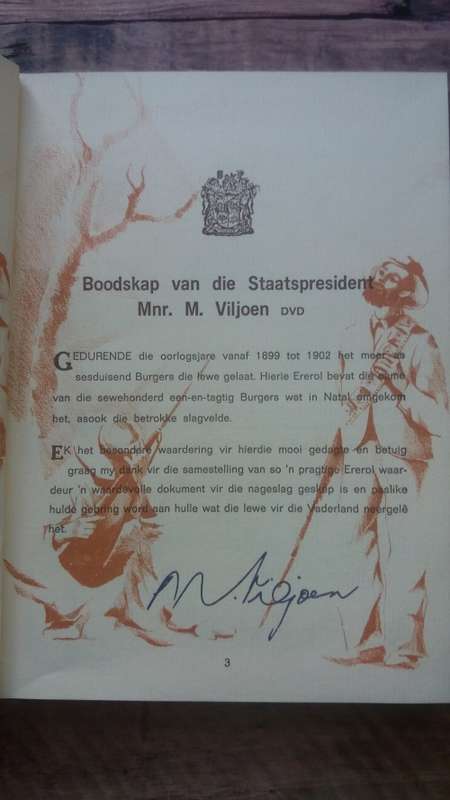 Boodskap van die Staatspresident
Mnr. M. Viljoen DVD
GEDURENDE die oorlogsjare vanaf 1899 tot 1902 het meer as
sesduisend Burgers die lewe gelaat. Hierie Ererol bevat die name
van die sewehonderd een-en-tagtig Burgers wat in Natal omgekom
het, asook die betrokke slagvelde.
EK het besondere waardering vir hierdie mooi gedagte en betuig
graag my dank vir die samestelling van so 'n pragtige Ererol waar-
deur 'n waardevolle dokument vir die nageslag geskep is en paslike
hulde gebring word aan hulle wat die lewe vir die Vaderland neergelê
het.
M. Viljoen
3